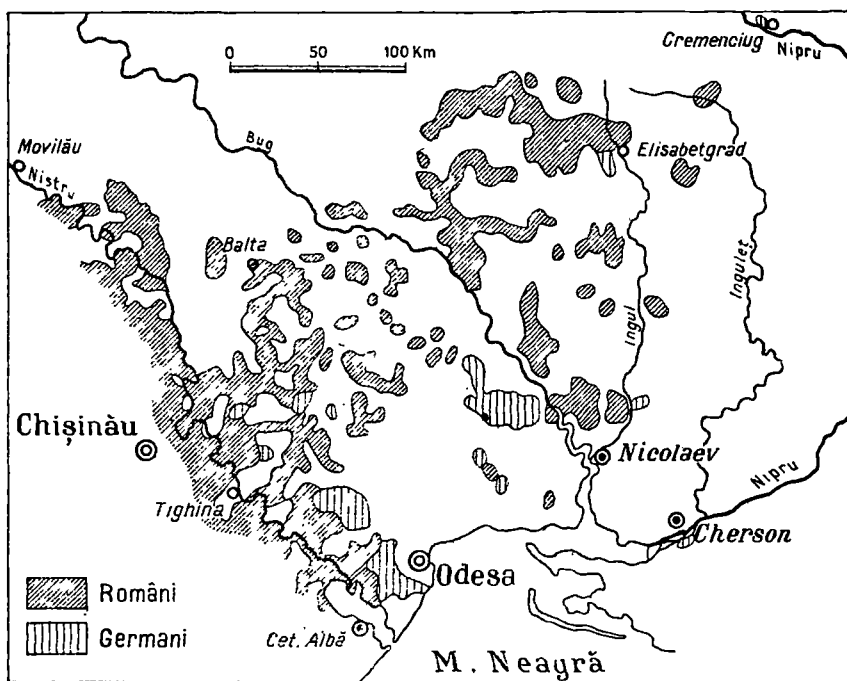 Cremenciug
Nipru
0 50 100 Km
Movilău
Nistru
Bug
Elisabetgrad
Balta
Ingul
Inguleț
Chișinău
Nicolaev
Nipru
Tighina
Cherson
Odesa
Români
Germani
Cet. Albă
M. Neagră